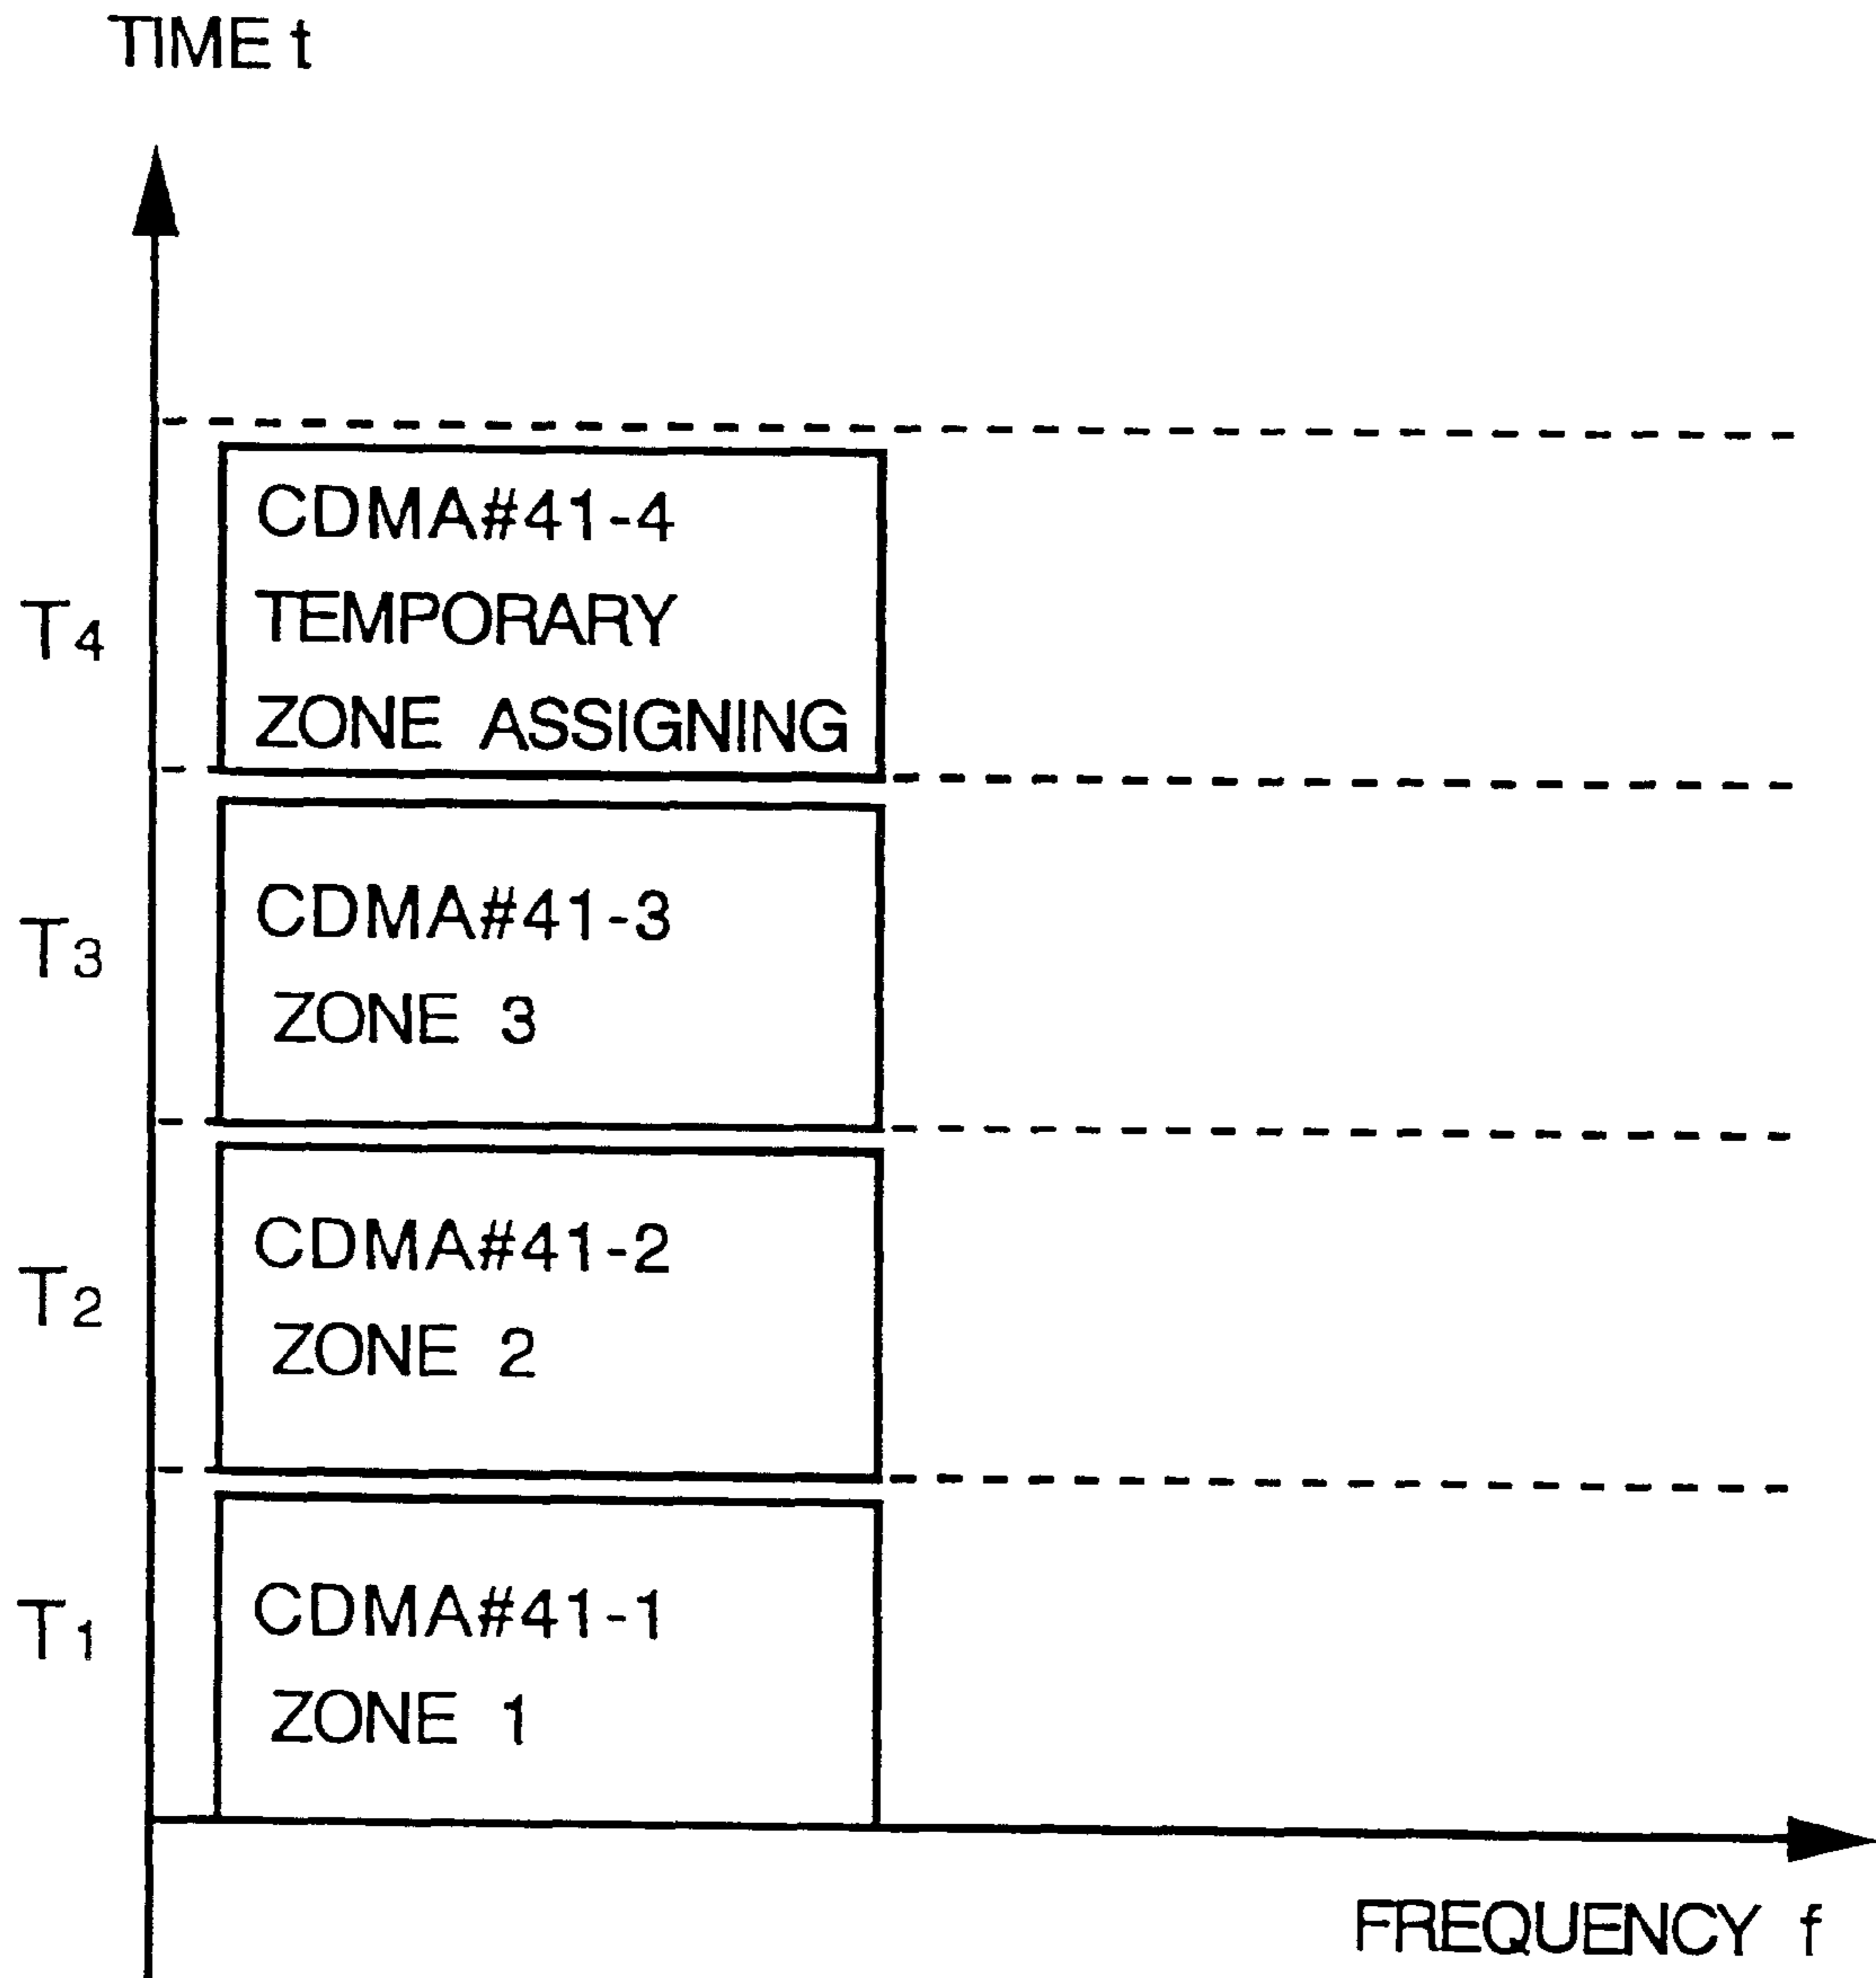 TIME t
T4
CDMA#41-4
TEMPORARY
ZONE ASSIGNING
T3
CDMA#41-3
ZONE 3
T2
CDMA#41-2
ZONE 2
T1
CDMA#41-1
ZONE 1
FREQUENCY f